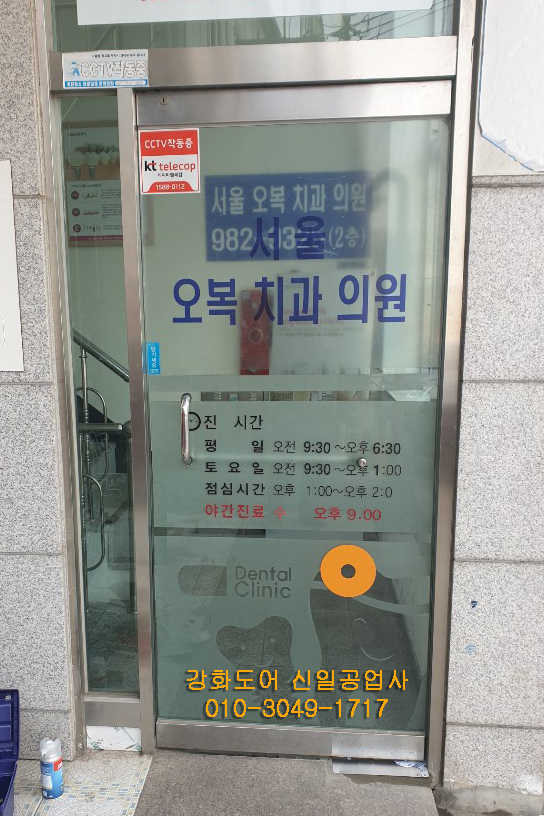 CCTV작동중
CCTV작동중
kt telecop
1588-0112
서울 오복 치과 의원
(2층)
서울
오복 치과 의원
진 시간
평 일 오전 9:30~오후 6:30
토요일 오전 9:30~오후 1:00
점심시간 오후 1:00~오후 2:0
야간진료 수 오후 9:00
Dental
Clinic
강화도어 신일공업사
010-3049-1717